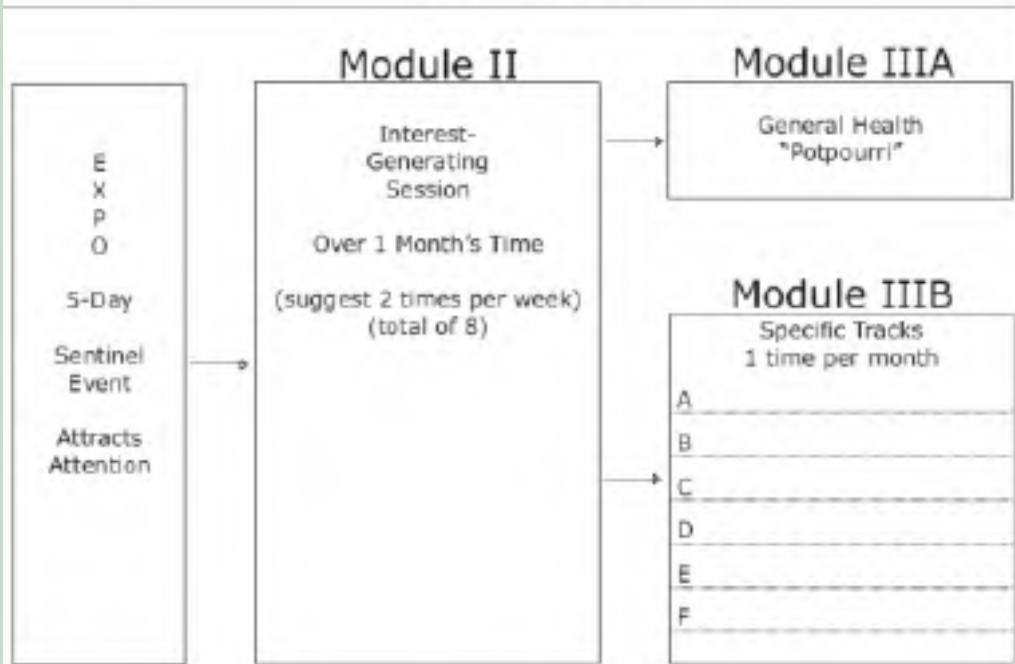 E
X
P
O
5-Day
Sentinel
Event
Attracts
Attention
Module II
Interest-
Generating
Session
Over 1 Month's Time
(suggest 2 times per week)
(total of 8)
Module IIIA
General Health
"Potpourri"
Module IIIB
Specific Tracks
1 time per month
A
B
C
D
E
F